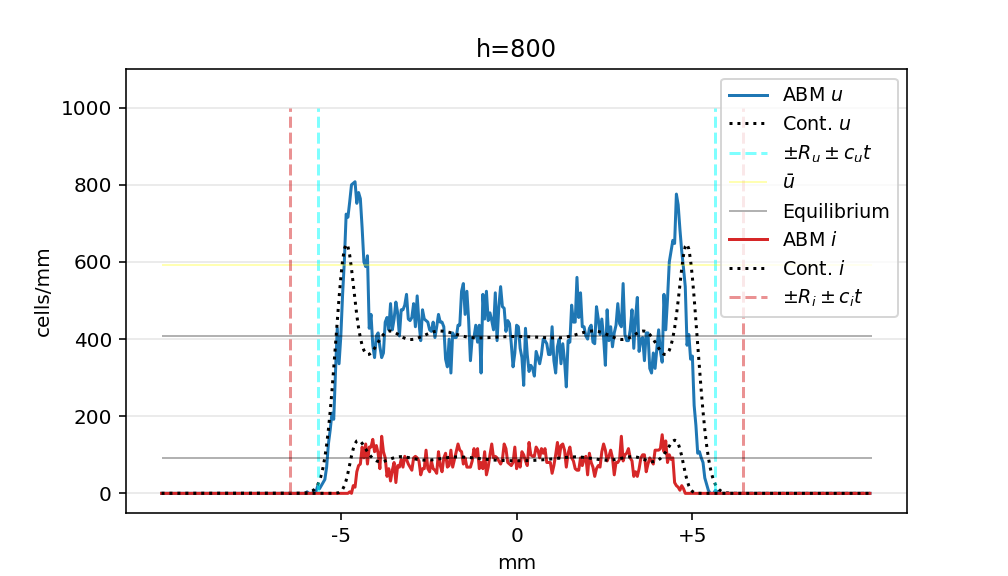 h=800
1000
800
600
400
200
0
cells/mm
-5
0
+5
mm
ABM u
Cont. u
±R_u ± c_u t
ū
Equilibrium
ABM i
Cont. i
±R_i ± c_i t